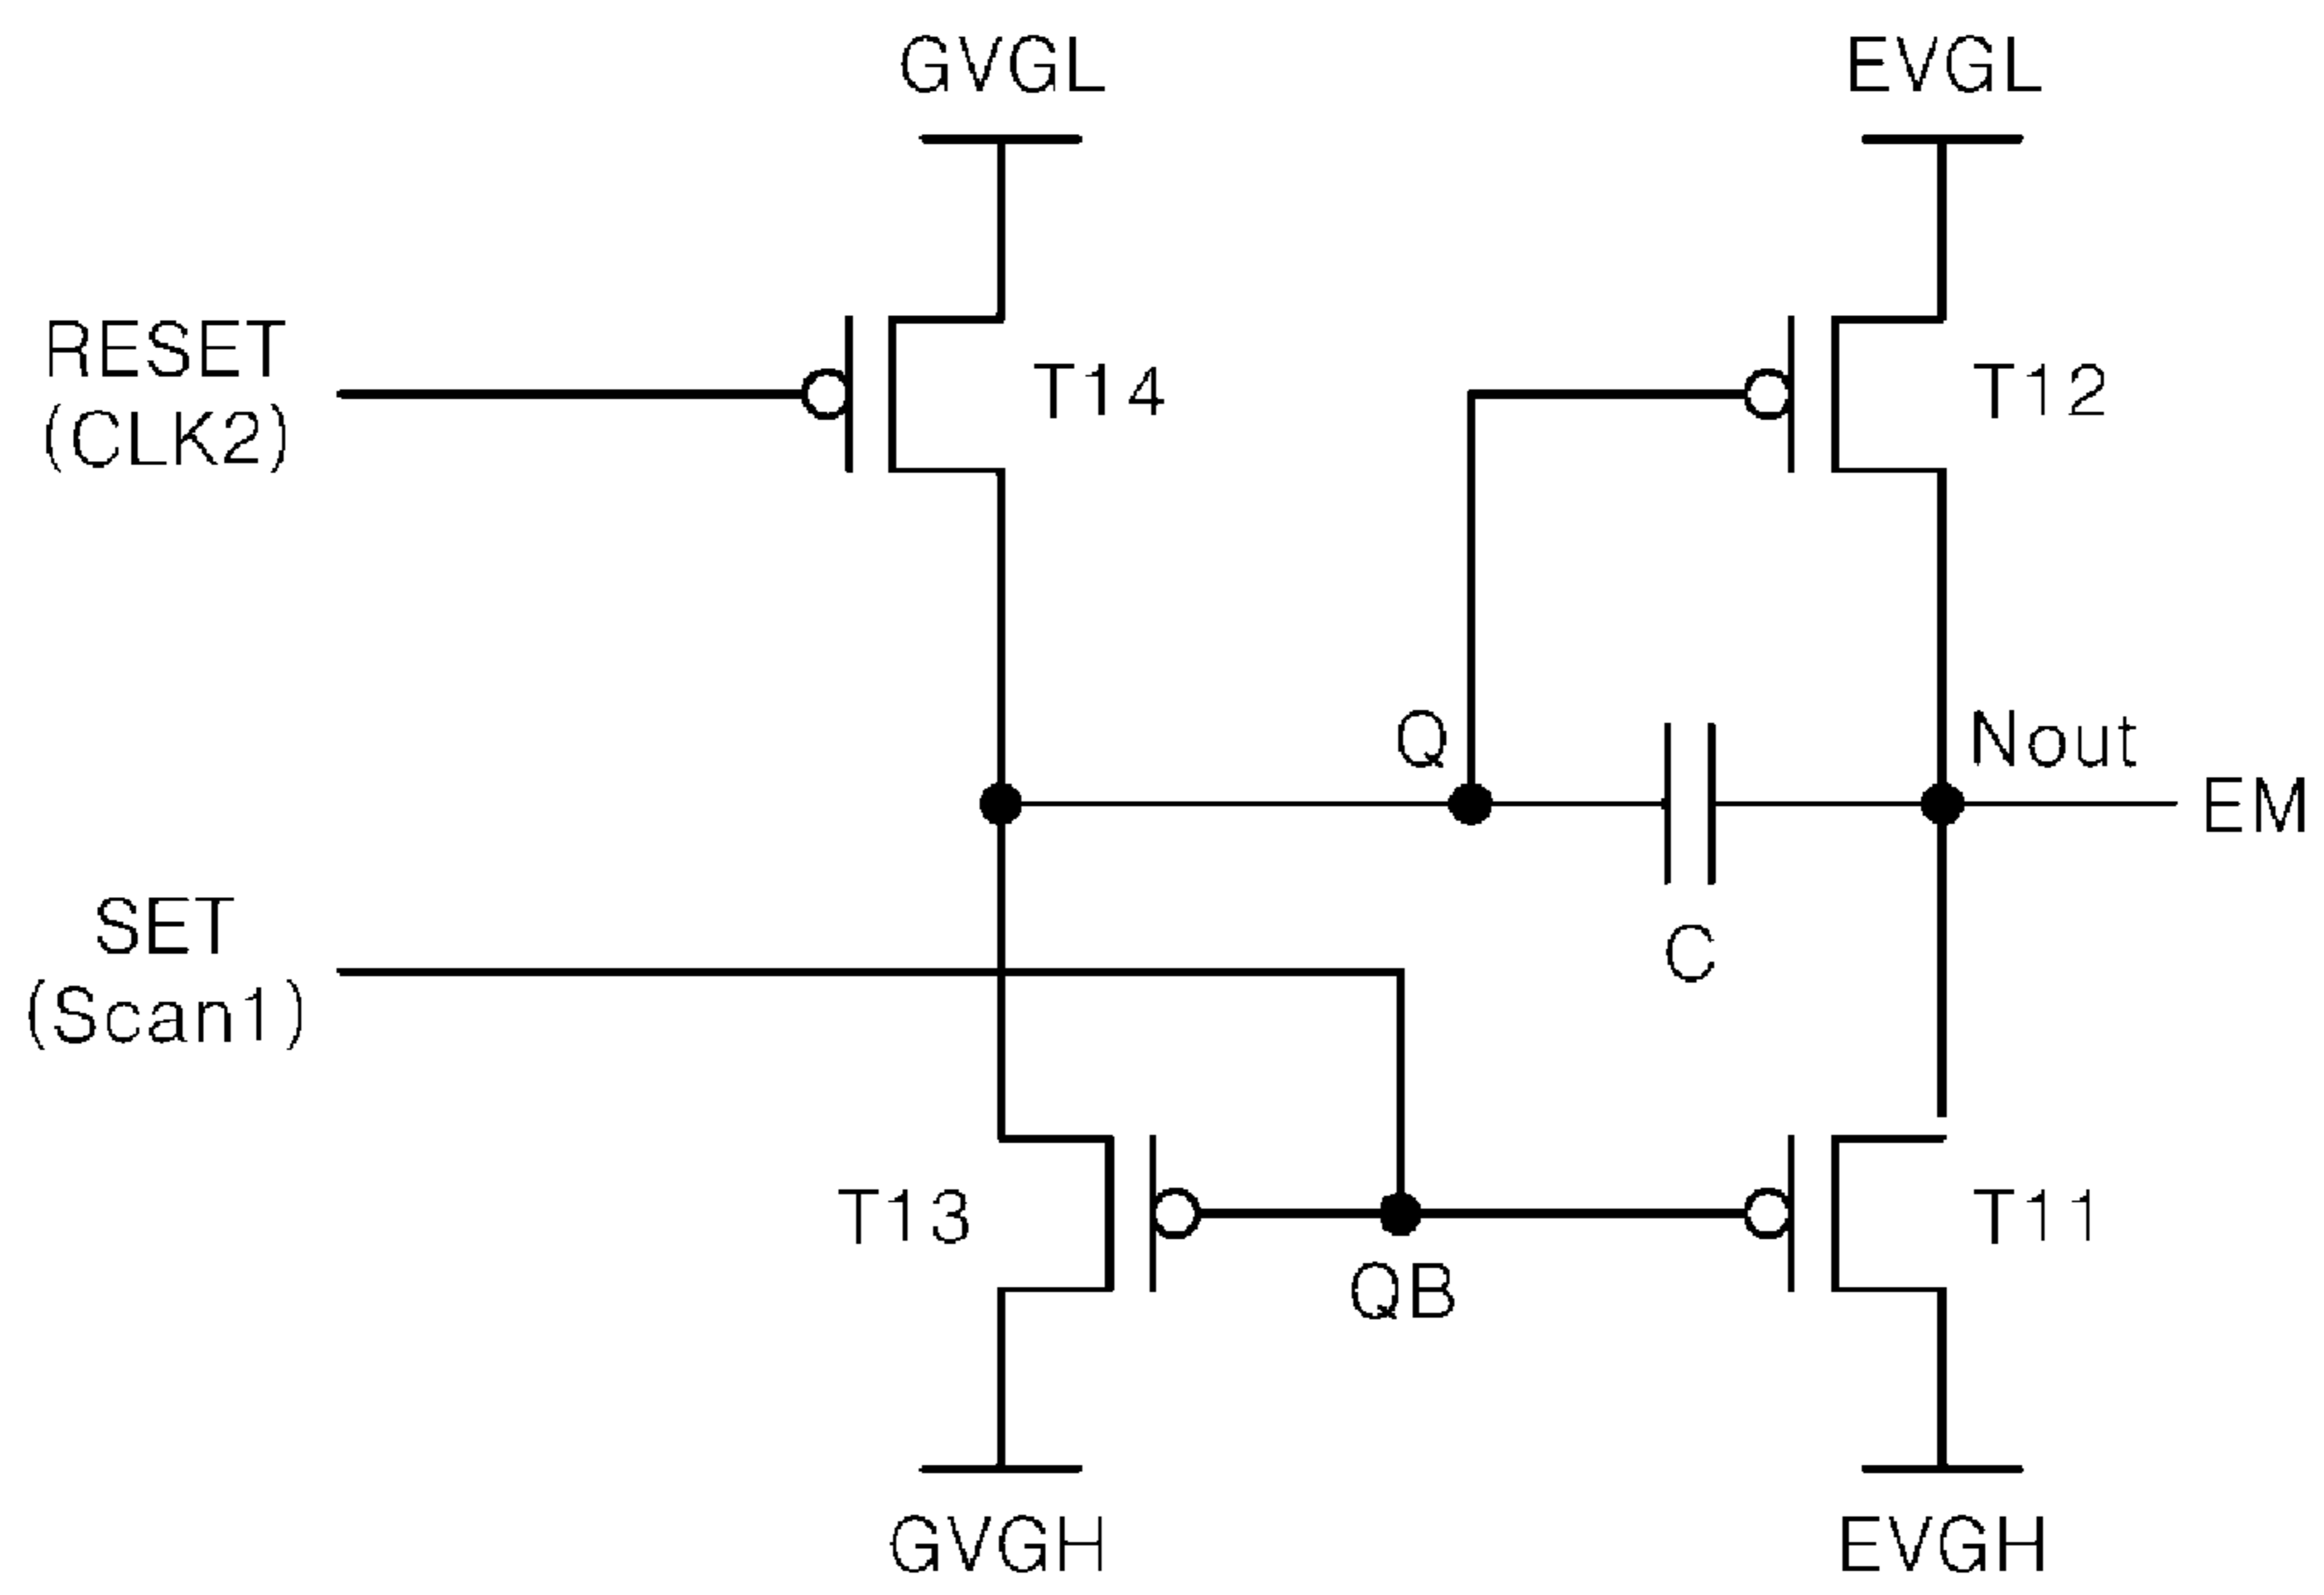 GVGL
EVGL
RESET
(CLK2)
T14
T12
Q
Nout
EM
SET
(Scan1)
C
T13
QB
T11
GVGH
EVGH